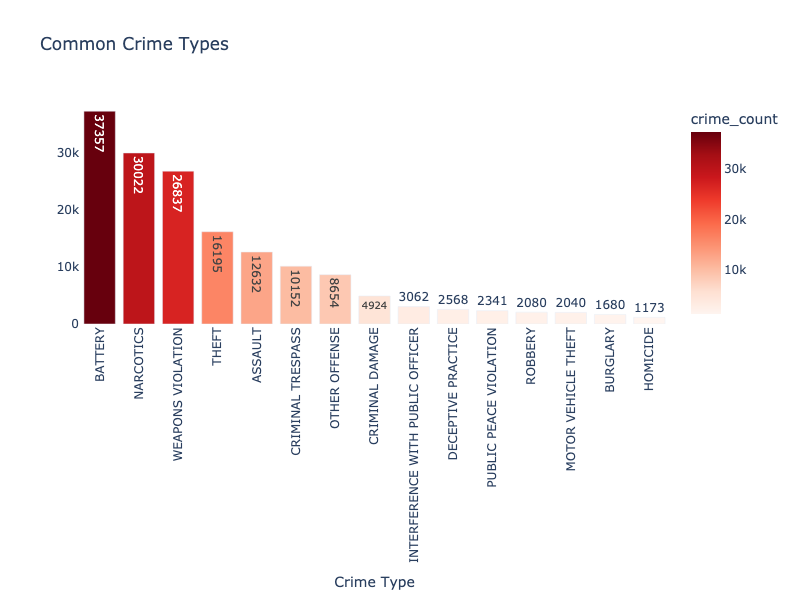 Common Crime Types
crime_count
37357
30022
26837
16195
12632
10152
8654
4924
3062
2568
2341
2080
2040
1680
1173
30k
20k
10k
0
30k
20k
10k
BATTERY
NARCOTICS
WEAPONS VIOLATION
THEFT
ASSAULT
CRIMINAL TRESPASS
OTHER OFFENSE
CRIMINAL DAMAGE
INTERFERENCE WITH PUBLIC OFFICER
DECEPTIVE PRACTICE
PUBLIC PEACE VIOLATION
ROBBERY
MOTOR VEHICLE THEFT
BURGLARY
HOMICIDE
Crime Type